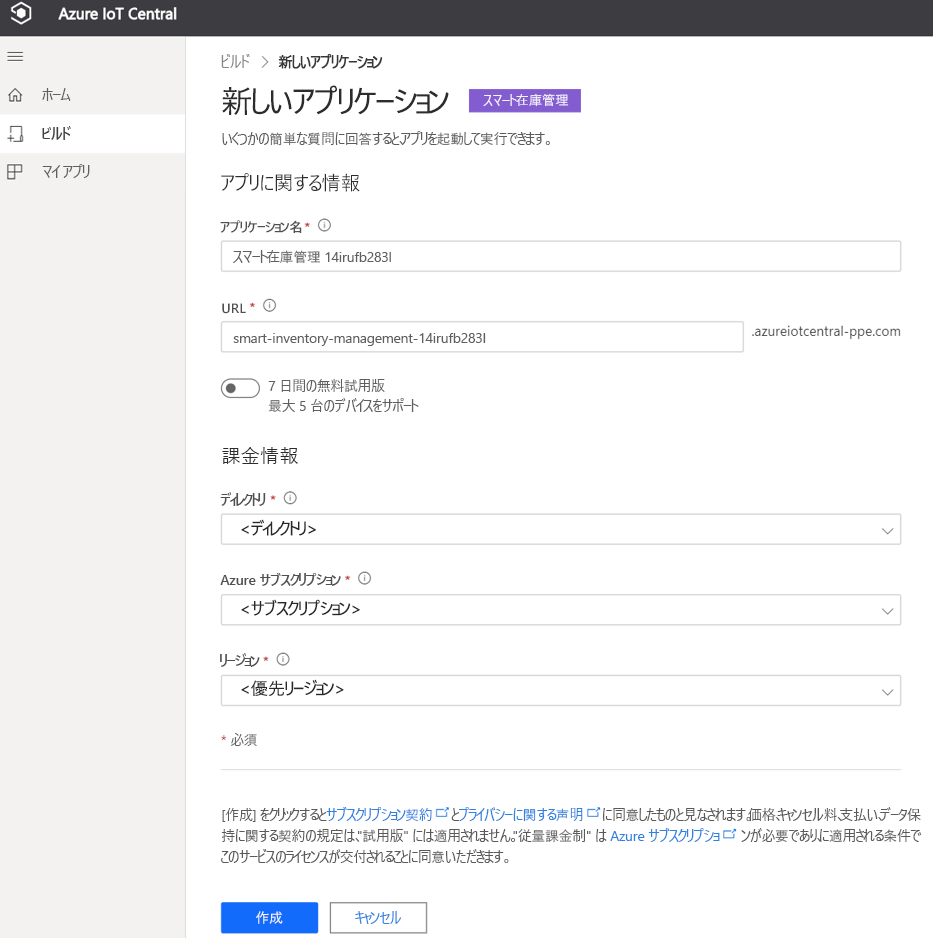 Azure IoT Central
ホーム
ビルド
マイアプリ
ビルド > 新しいアプリケーション
新しいアプリケーション スマート在庫管理
いくつかの簡単な質問に回答するとアプリを起動して実行できます。
アプリに関する情報
アプリケーション名 *
スマート在庫管理 14irufb283l
URL *
smart-inventory-management-14irufb283l .azureiotcentral-ppe.com
7 日間の無料試用版
最大 5 台のデバイスをサポート
課金情報
ディレクトリ *
<ディレクトリ>
Azure サブスクリプション *
<サブスクリプション>
リージョン *
<優先リージョン>
* 必須
[作成] をクリックするとサブスクリプション契約とプライバシーに関する声明に同意したものと見なされます。価格、キャンセル料、支払い、データ保
持に関する契約の規定は、"試用版" には適用されません。"従量課金制" は Azure サブスクリプショ ンが必要であり、に適用される条件で
このサービスのライセンスが交付されることに同意いただきます。
作成 キャンセル